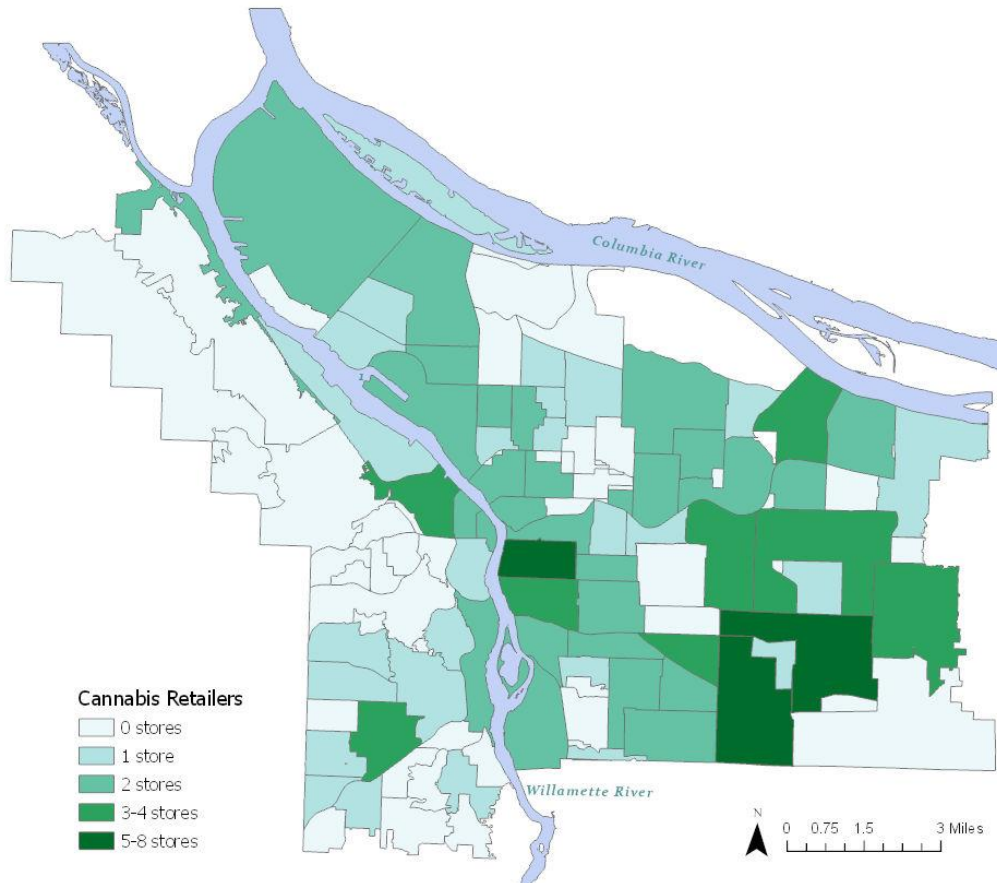 Columbia River
Willamette River
Cannabis Retailers
0 stores
1 store
2 stores
3-4 stores
5-8 stores
N
0 0.75 1.5 3 Miles